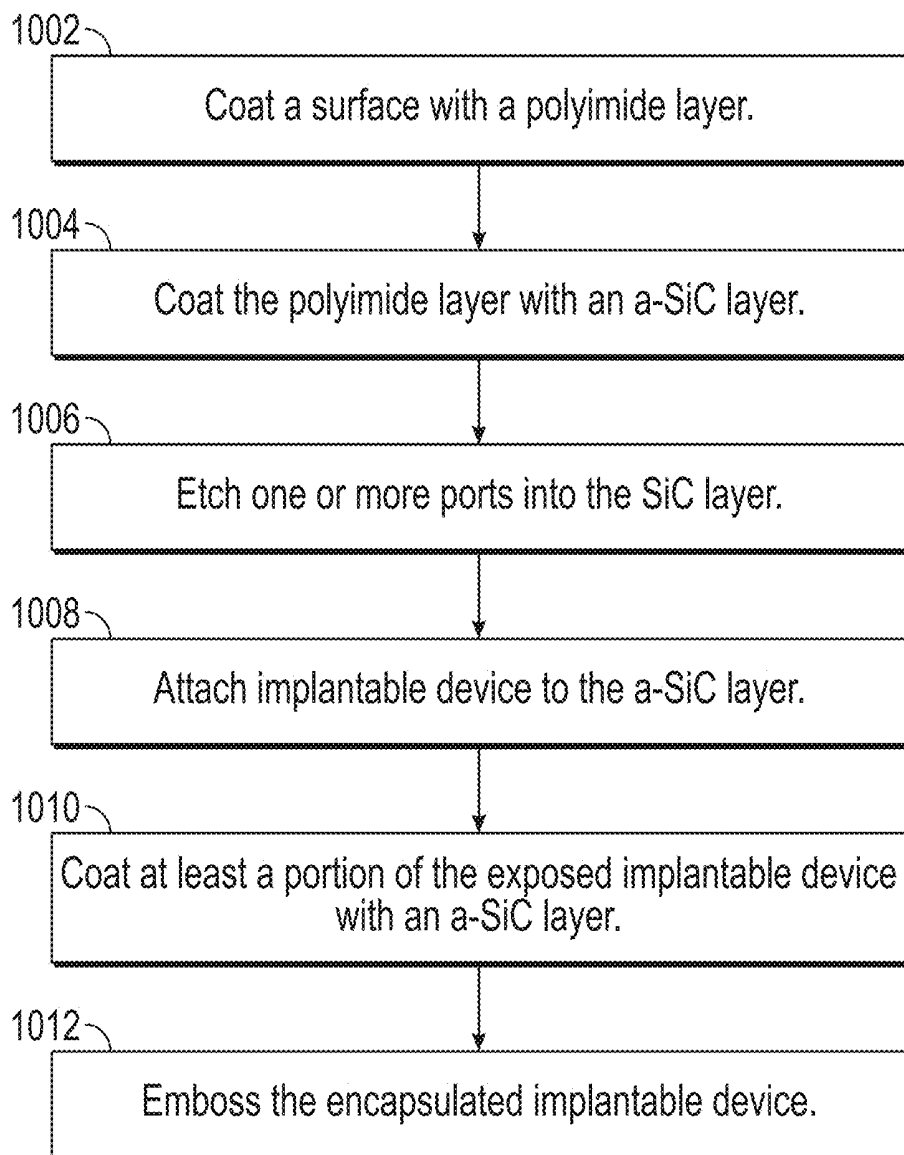 1002
Coat a surface with a polyimide layer.
1004
Coat the polyimide layer with an a-SiC layer.
1006
Etch one or more ports into the SiC layer.
1008
Attach implantable device to the a-SiC layer.
1010
Coat at least a portion of the exposed implantable device
with an a-SiC layer.
1012
Emboss the encapsulated implantable device.